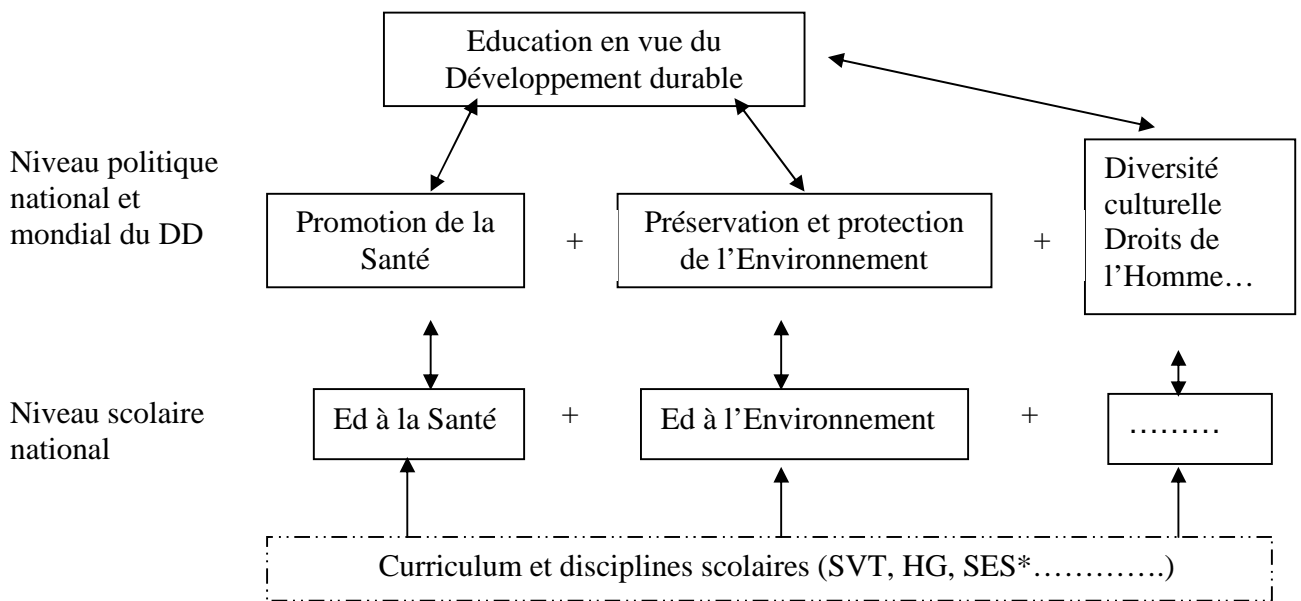 Education en vue du
Développement durable
Niveau politique
national et
mondial du DD
Promotion de la
Santé
+
Préservation et protection
de l’Environnement
+
Diversité
culturelle
Droits de
l’Homme…
Niveau scolaire
national
Ed à la Santé
+
Ed à l’Environnement
+
………
Curriculum et disciplines scolaires (SVT, HG, SES*………….)